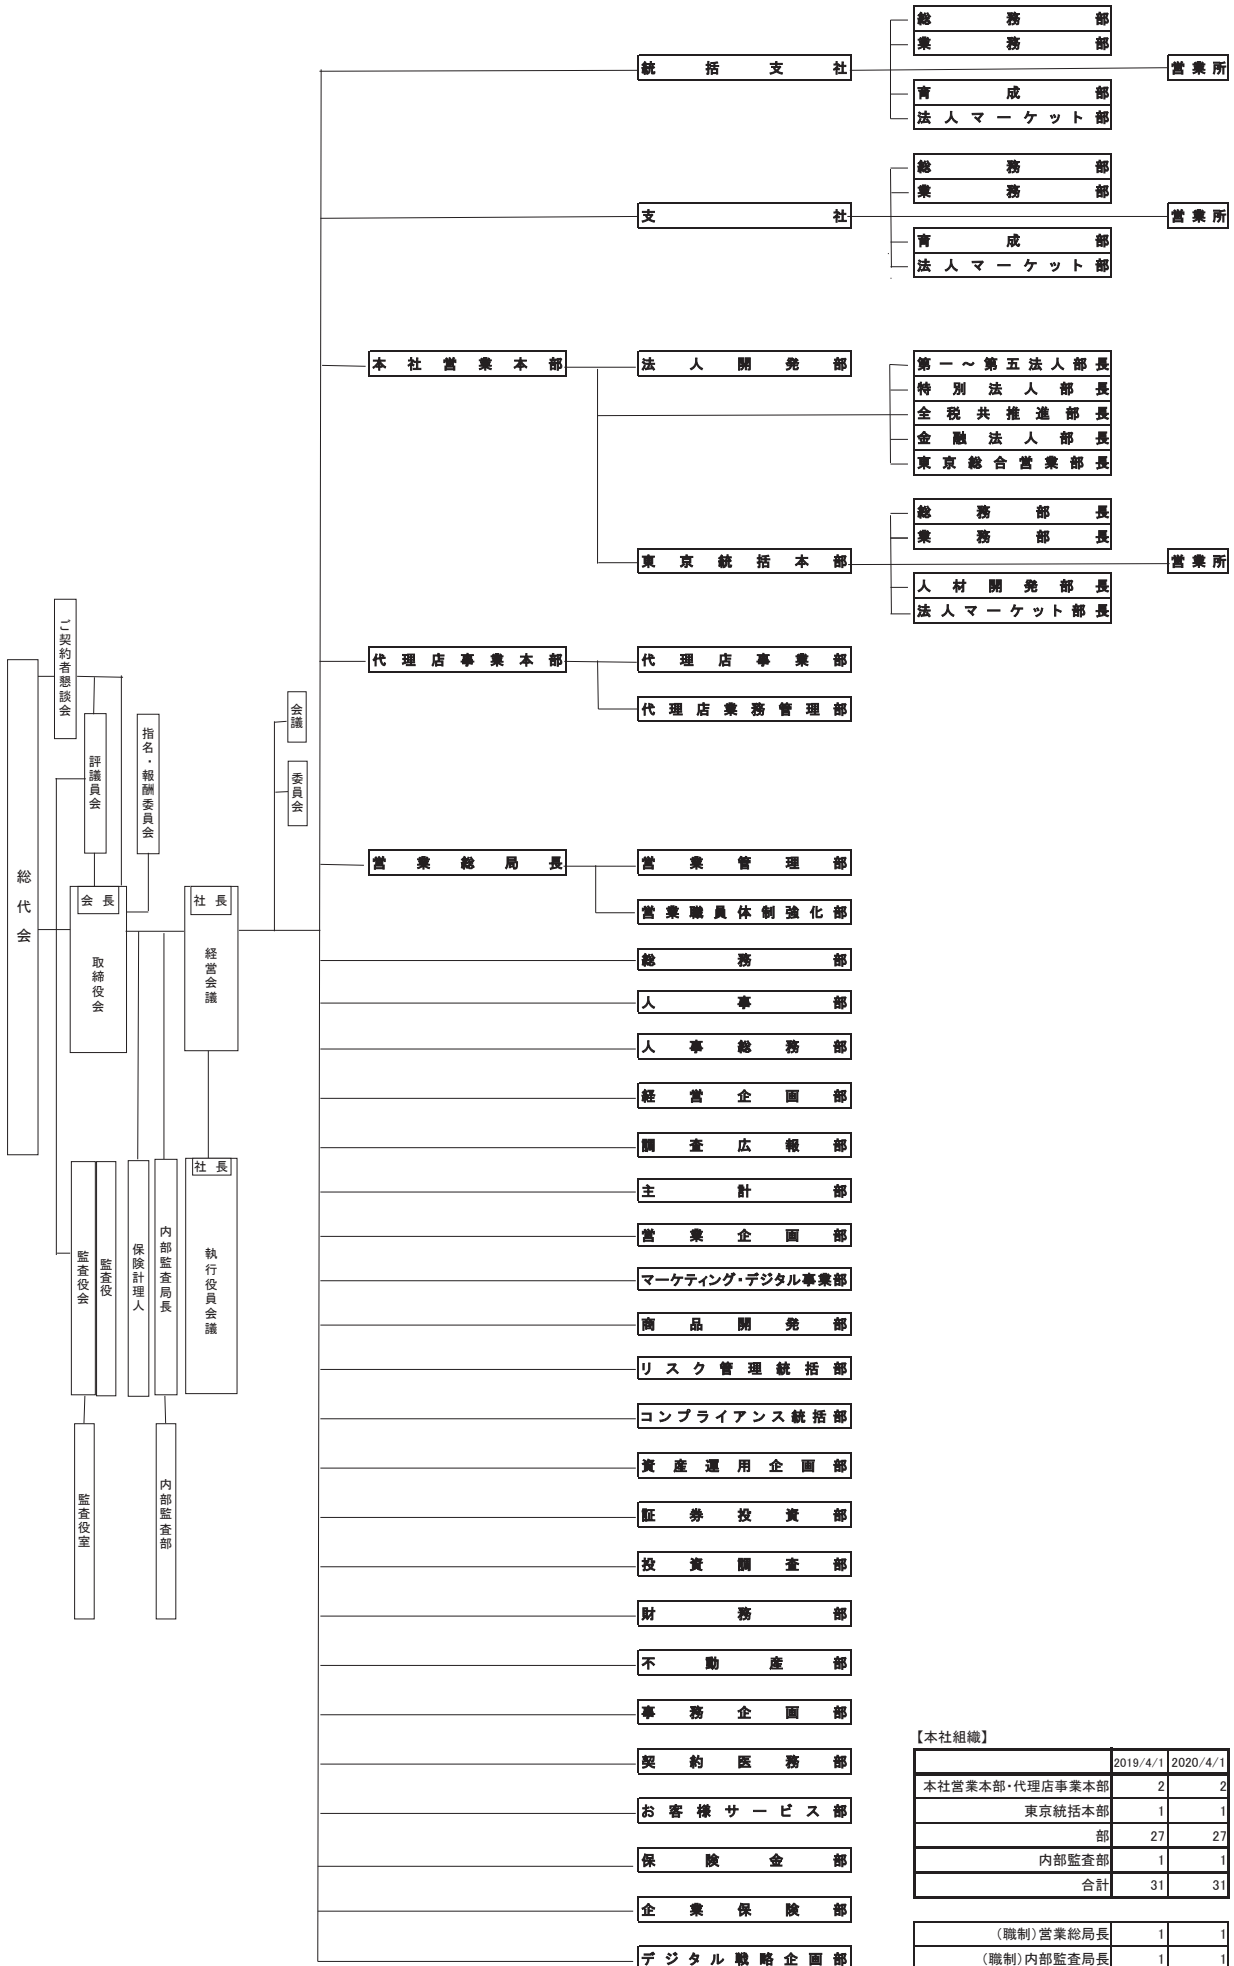 総務部
業務部
統括支社
営業所
育成部
法人マーケット部
総務部
業務部
支社
営業所
育成部
法人マーケット部
本社営業本部
法人開発部
第一～第五法人部長
特別法人部長
全税共推進部長
金融法人部長
東京総合営業部長
総務部長
業務部長
東京統括本部
営業所
人材開発部長
法人マーケット部長
代理店事業本部
代理店事業部
代理店業務管理部
総代会
ご契約者懇談会
評議員会
指名・報酬委員会
会長
取締役会
社長
経営会議
会議
委員会
監査役会
監査役
保険計理人
内部監査局長
社長
執行役員会議
監査役室
内部監査部
営業総局長
営業管理部
営業職員体制強化部
総務部
人事部
人事総務部
経営企画部
調査広報部
主計部
営業企画部
マーケティング・デジタル事業部
商品開発部
リスク管理統括部
コンプライアンス統括部
資産運用企画部
証券投資部
投資調査部
財務部
不動産部
事務企画部
契約医務部
お客様サービス部
保険金部
企業保険部
デジタル戦略企画部
【本社組織】
2019/4/1 2020/4/1
本社営業本部・代理店事業本部 2 2
東京統括本部 1 1
部 27 27
内部監査部 1 1
合計 31 31
(職制)営業総局長 1 1
(職制)内部監査局長 1 1